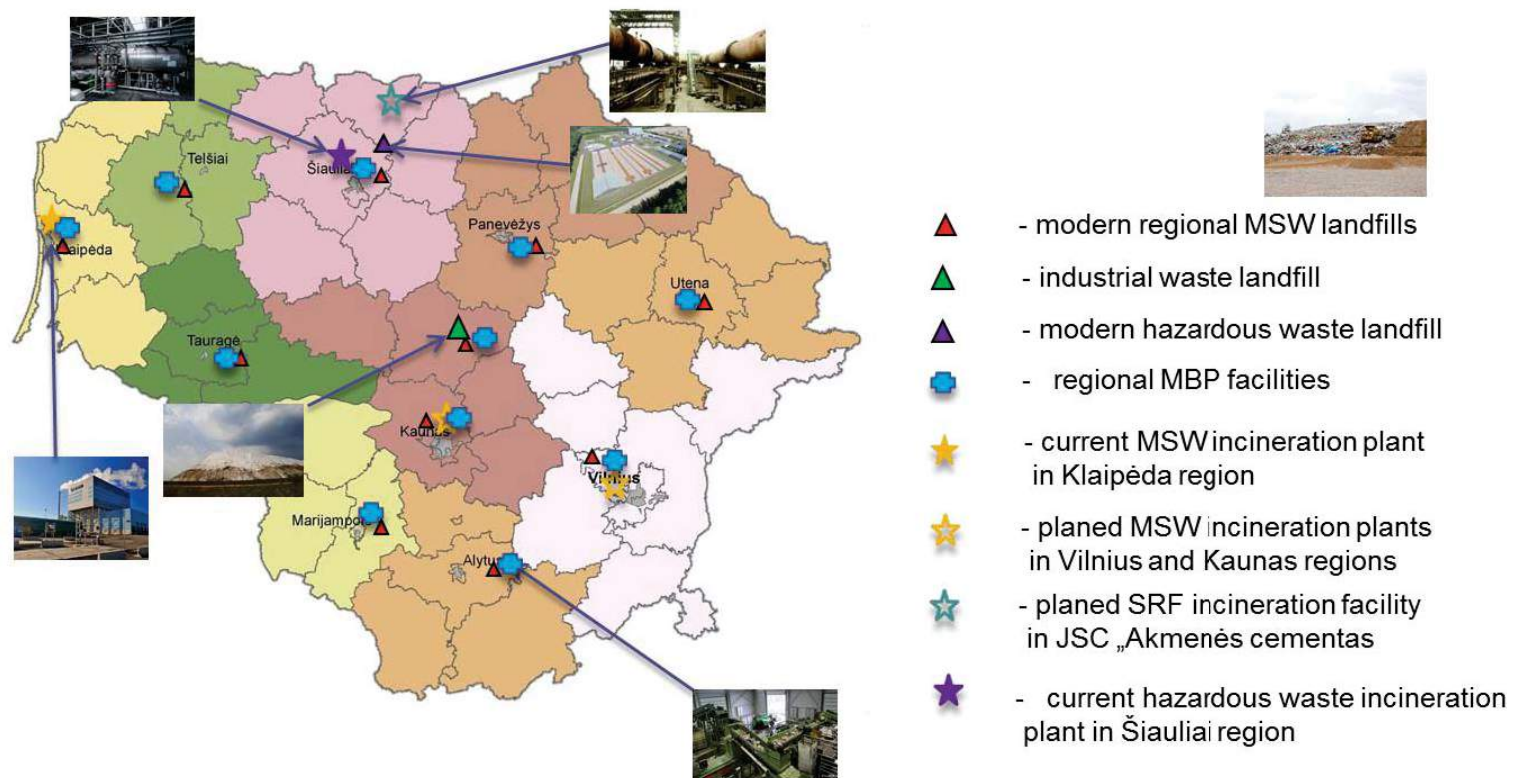 Telšiai
Šiauliai
Klaipėda
Panevėžys
Utena
Tauragė
Kaunas
Vilnius
Marijampolė
Alytus
- modern regional MSW landfills
- industrial waste landfill
- modern hazardous waste landfill
- regional MBP facilities
- current MSW incineration plant
in Klaipėda region
- planed MSW incineration plants
in Vilnius and Kaunas regions
- planed SRF incineration facility
in JSC „Akmenės cementas
- current hazardous waste incineration
plant in Šiauliai region